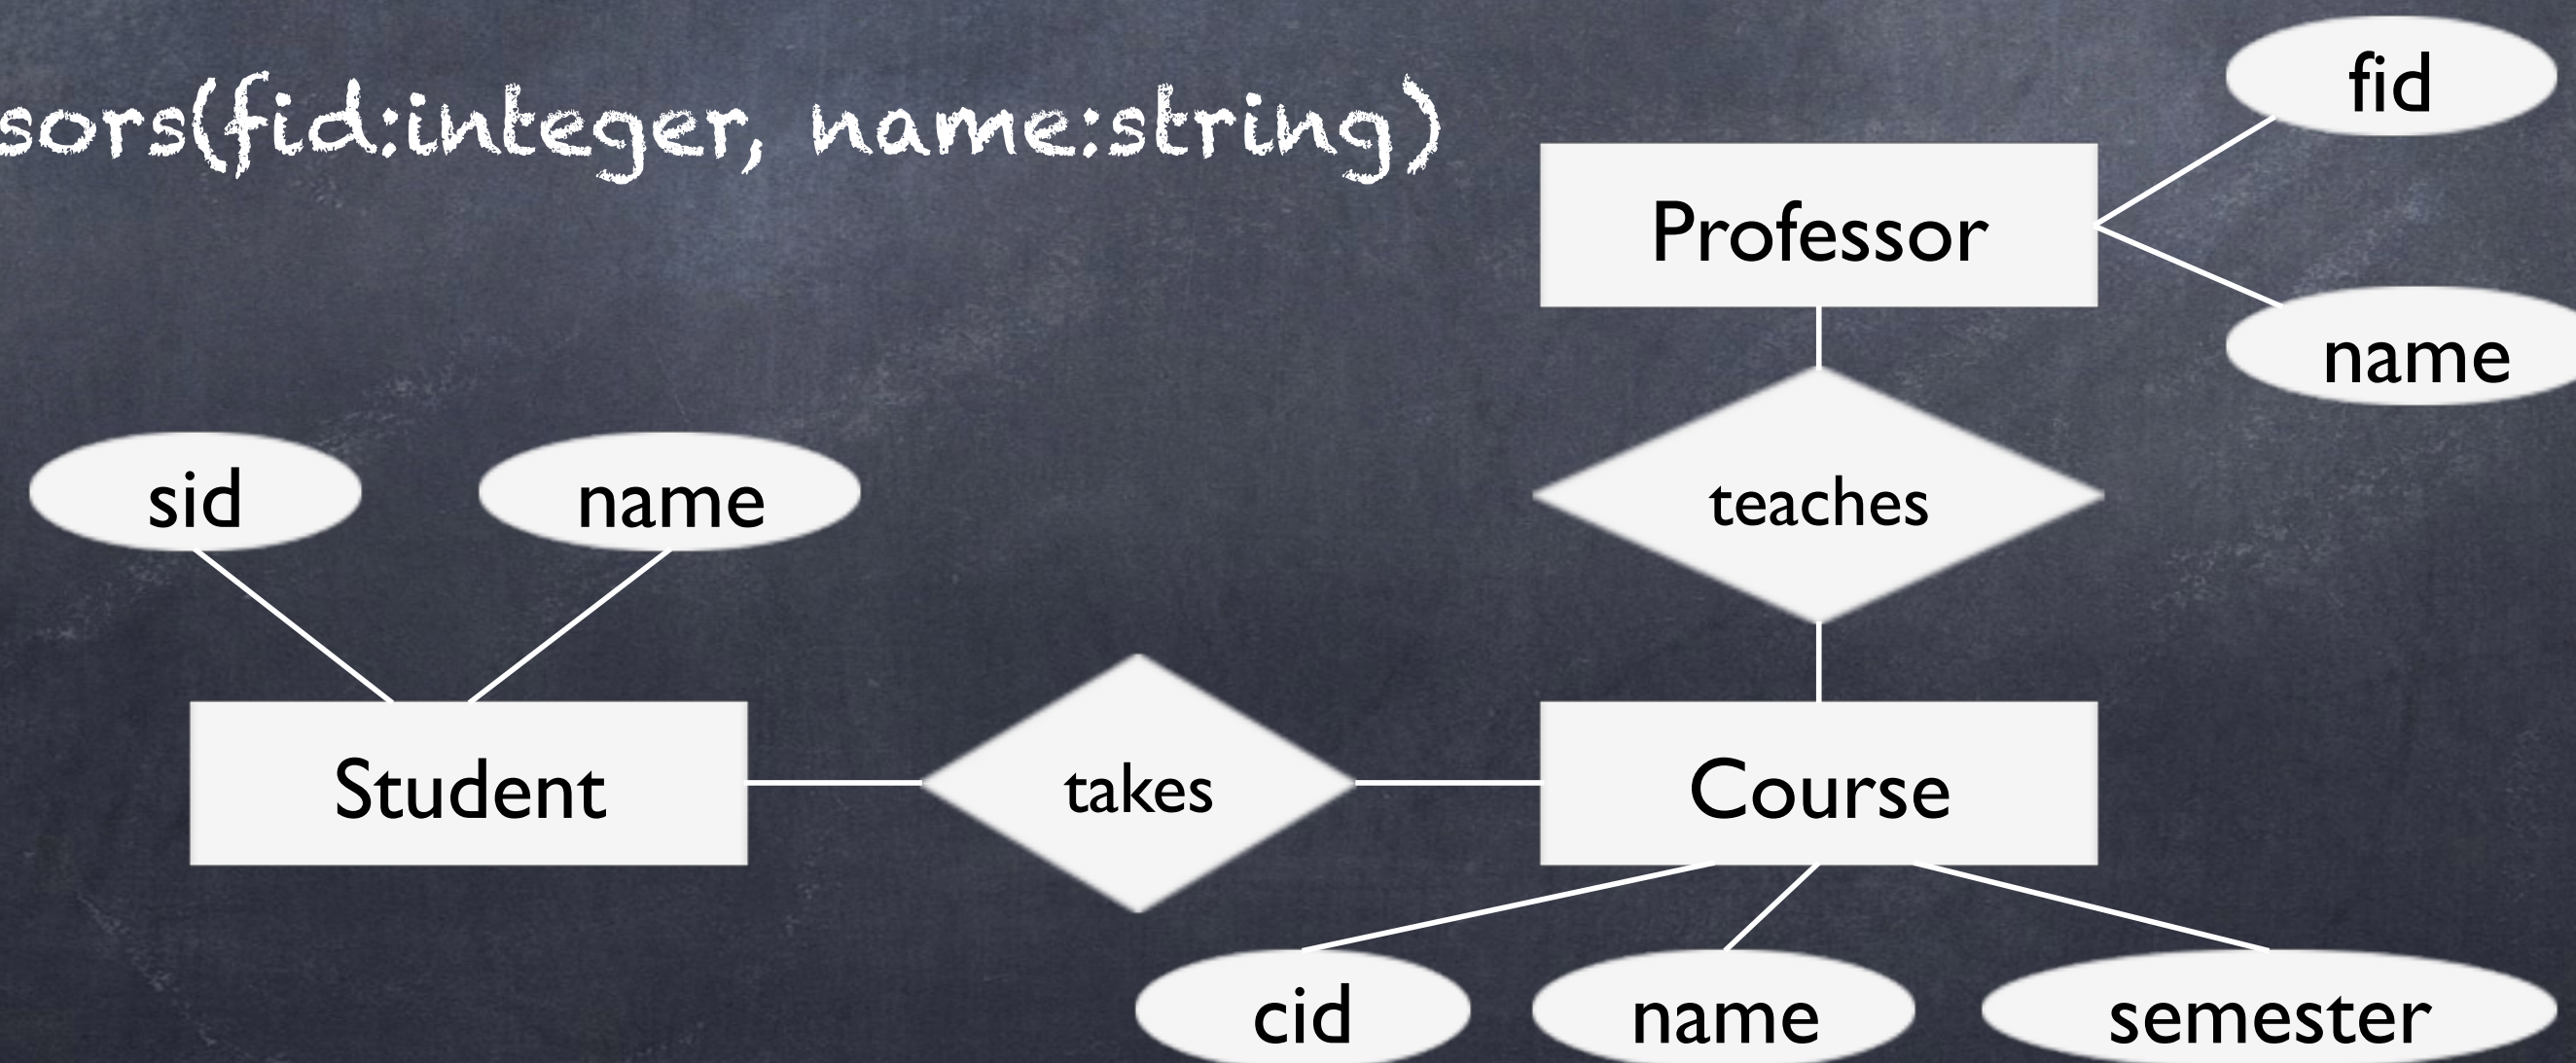 sors(fid:integer, name:string)
fid
Professor
name
sid
name
teaches
Student
takes
Course
cid
name
semester